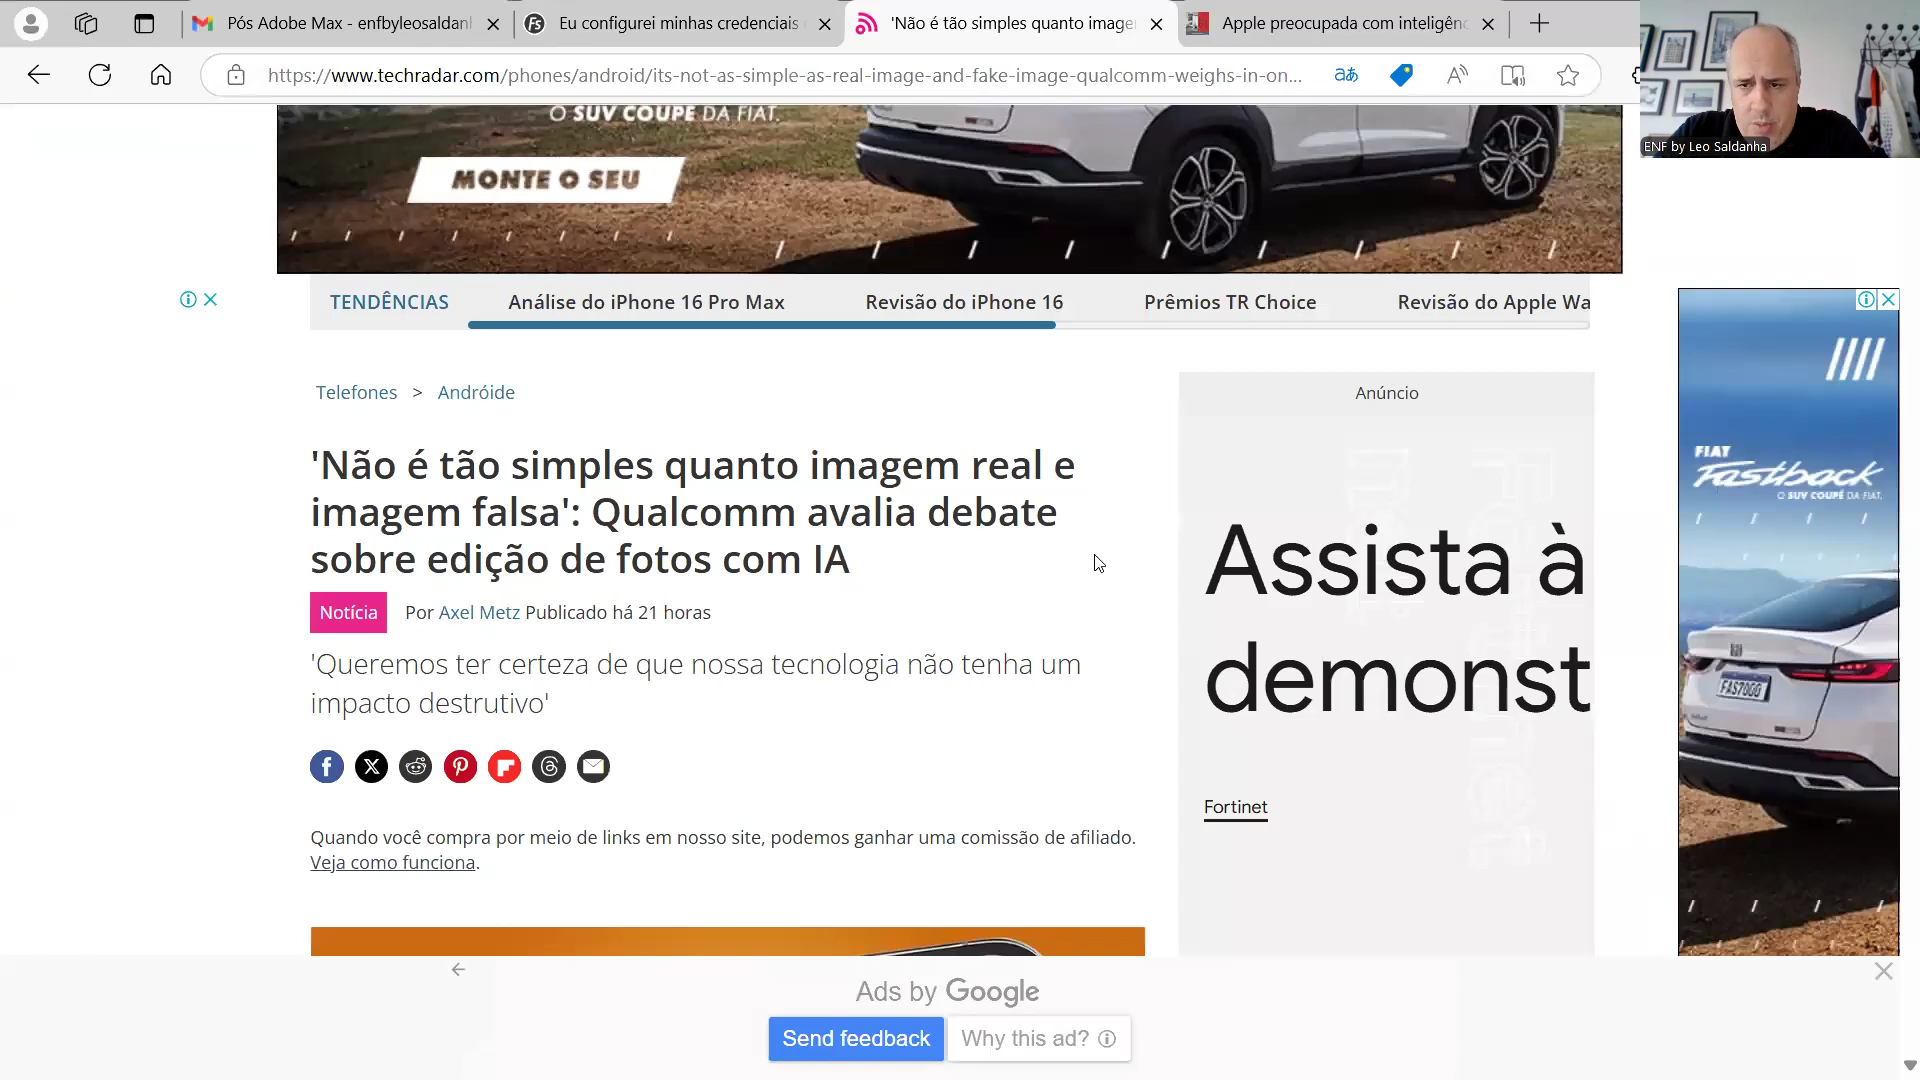 Pós Adobe Max - enfbyleosaldanh
Eu configurei minhas credenciais
'Não é tão simples quanto image
Apple preocupada com inteligênc
https://www.techradar.com/phones/android/its-not-as-simple-as-real-image-and-fake-image-qualcomm-weighs-in-on...
ENF by Leo Saldanha
O SUV COUPÉ DA FIAT.
MONTE O SEU
TENDÊNCIAS
Análise do iPhone 16 Pro Max
Revisão do iPhone 16
Prêmios TR Choice
Revisão do Apple Wa
Telefones > Andróide
'Não é tão simples quanto imagem real e
imagem falsa': Qualcomm avalia debate
sobre edição de fotos com IA
Notícia
Por Axel Metz Publicado há 21 horas
'Queremos ter certeza de que nossa tecnologia não tenha um
impacto destrutivo'
Quando você compra por meio de links em nosso site, podemos ganhar uma comissão de afiliado.
Veja como funciona.
Anúncio
Assista à
demonst
Fortinet
FIAT
Fastback
O SUV COUPÉ DA FIAT.
FAS7000
Ads by Google
Send feedback
Why this ad?